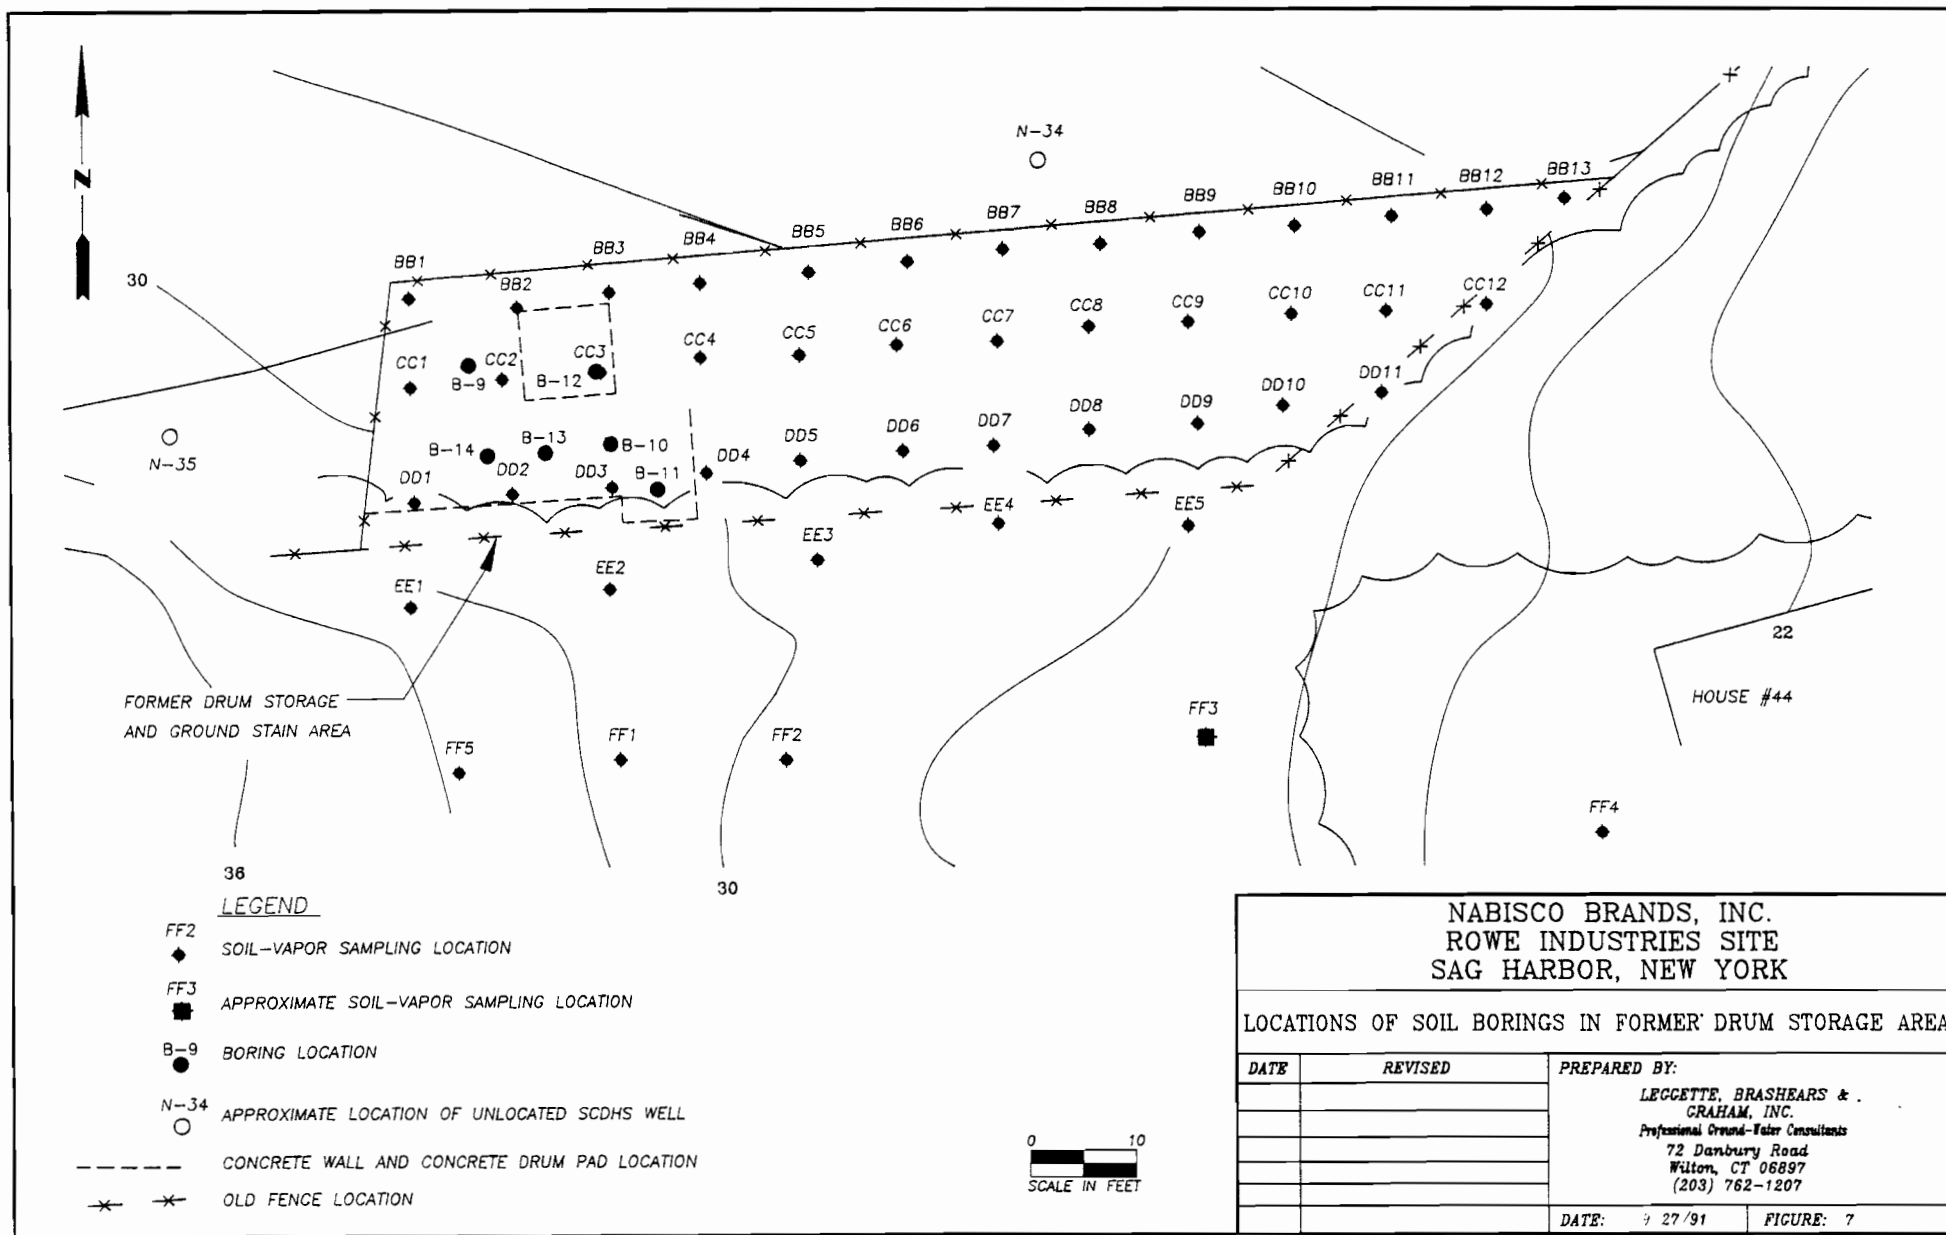 N
N-34
BB1
BB2
BB3
BB4
BB5
BB6
BB7
BB8
BB9
BB10
BB11
BB12
BB13
30
CC1
CC2
CC3
CC4
CC5
CC6
CC7
CC8
CC9
CC10
CC11
CC12
B-9
B-12
N-35
B-14
B-13
B-10
B-11
DD1
DD2
DD3
DD4
DD5
DD6
DD7
DD8
DD9
DD10
DD11
EE1
EE2
EE3
EE4
EE5
FORMER DRUM STORAGE
AND GROUND STAIN AREA
FF5
FF1
FF2
FF3
FF4
22
HOUSE #44
36
30
LEGEND
FF2
SOIL-VAPOR SAMPLING LOCATION
FF3
APPROXIMATE SOIL-VAPOR SAMPLING LOCATION
B-9
BORING LOCATION
N-34
APPROXIMATE LOCATION OF UNLOCATED SCDHS WELL
CONCRETE WALL AND CONCRETE DRUM PAD LOCATION
OLD FENCE LOCATION
0 10
SCALE IN FEET
NABISCO BRANDS, INC.
ROWE INDUSTRIES SITE
SAG HARBOR, NEW YORK
LOCATIONS OF SOIL BORINGS IN FORMER DRUM STORAGE AREA
DATE REVISED
PREPARED BY:
LEGGETTE, BRASHEARS &
GRAHAM, INC.
Professional Ground-Water Consultants
72 Danbury Road
Wilton, CT 06897
(203) 762-1207
DATE: 27/91
FIGURE: 7